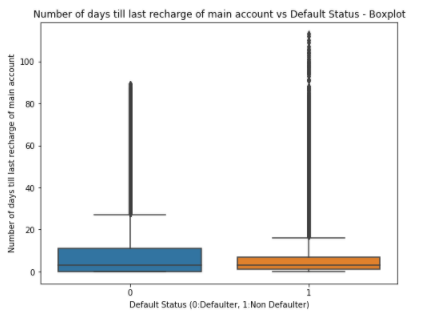 Number of days till last recharge of main account vs Default Status - Boxplot
Number of days till last recharge of main account
100
80
60
40
20
0
0
1
Default Status (0:Defaulter, 1:Non Defaulter)